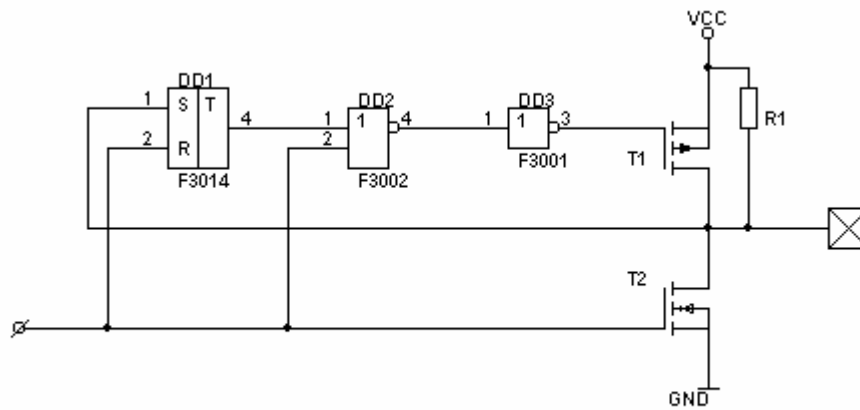 VCC
DD1
DD2
DD3
1 S T 4
2 R
1 1 4
2
1 1 3
R1
T1
F3014
F3002
F3001
T2
GND